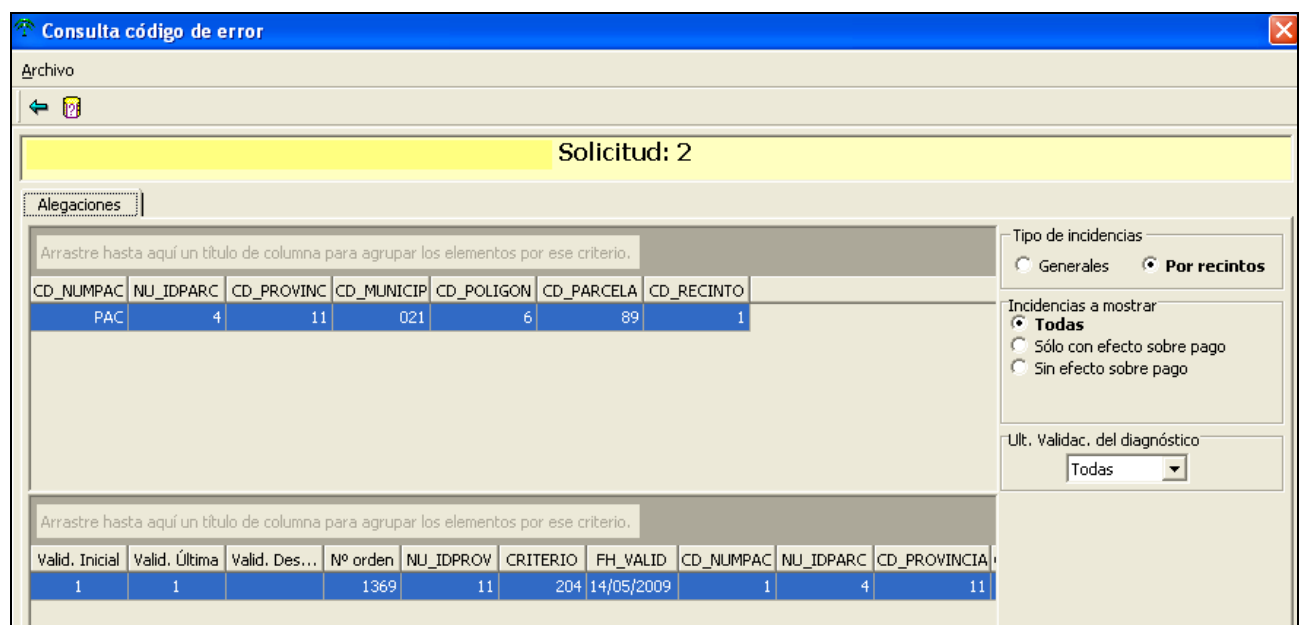 Consulta código de error
Archivo
Solicitud: 2
Alegaciones
Arrastre hasta aquí un título de columna para agrupar los elementos por ese criterio.
CD_NUMPAC NU_IDPARC CD_PROVINC CD_MUNICIP CD_POLIGON CD_PARCELA CD_RECINTO
PAC 4 11 021 6 89 1
Tipo de incidencias
Generales Por recintos
Incidencias a mostrar
Todas
Sólo con efecto sobre pago
Sin efecto sobre pago
Ult. Validac. del diagnóstico
Todas
Arrastre hasta aquí un título de columna para agrupar los elementos por ese criterio.
Valid. Inicial Valid. Última Valid. Des... Nº orden NU_IDPROV CRITERIO FH_VALID CD_NUMPAC NU_IDPARC CD_PROVINCIA
1 1 1369 11 204 14/05/2009 1 4 11